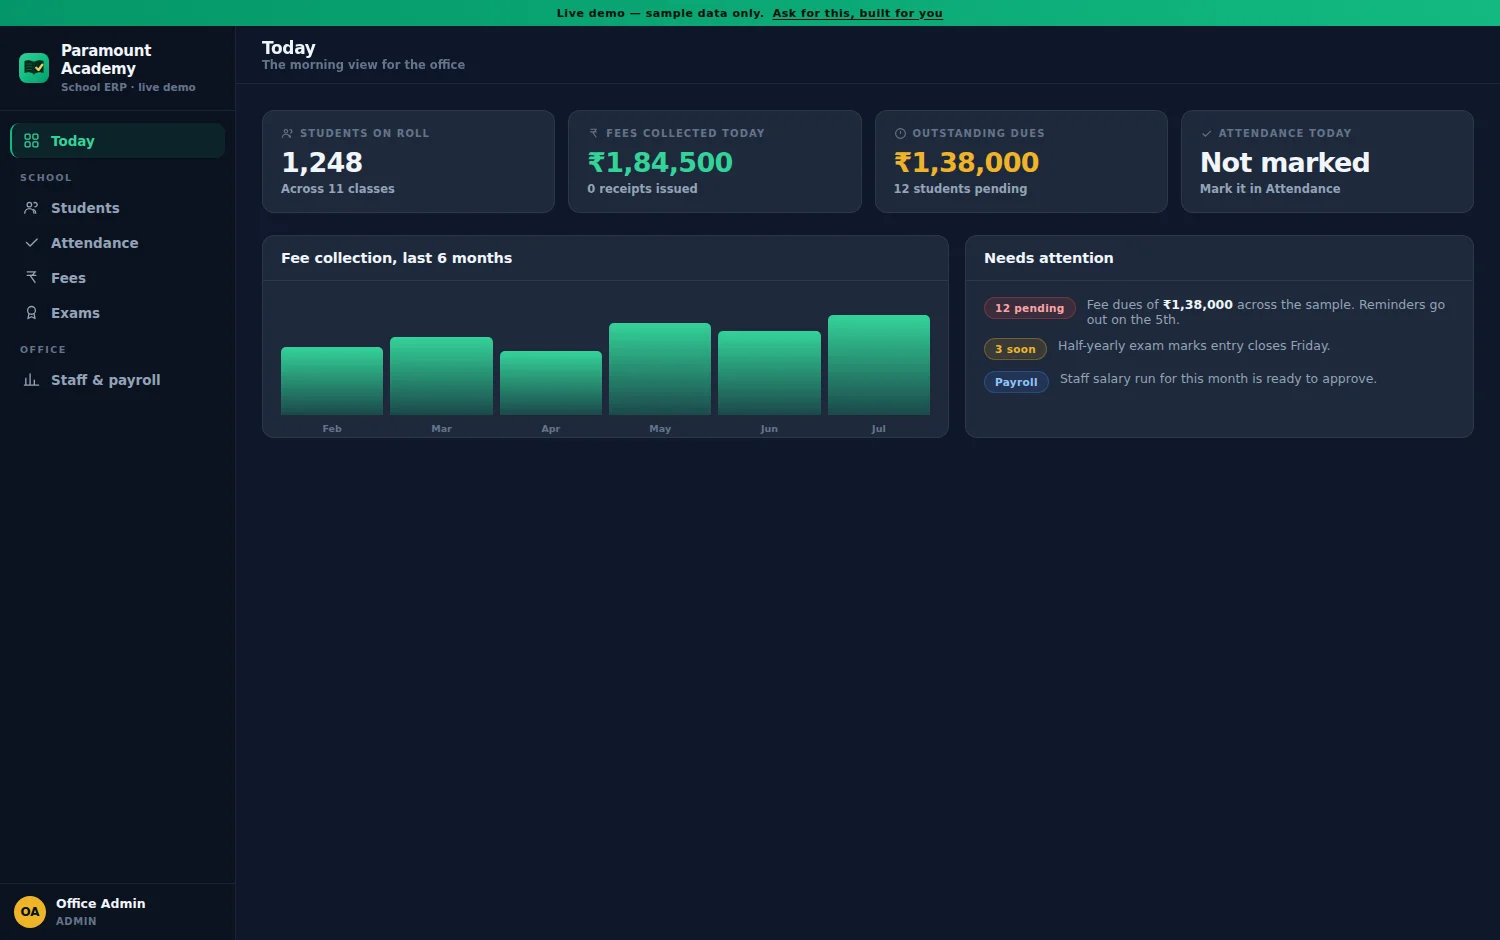 Live demo — sample data only. Ask for this, built for you
Paramount
Academy
School ERP · live demo
Today
SCHOOL
Students
Attendance
Fees
Exams
OFFICE
Staff & payroll
OA
Office Admin
ADMIN
Today
The morning view for the office
STUDENTS ON ROLL
1,248
Across 11 classes
₹ FEES COLLECTED TODAY
₹1,84,500
0 receipts issued
OUTSTANDING DUES
₹1,38,000
12 students pending
ATTENDANCE TODAY
Not marked
Mark it in Attendance
Fee collection, last 6 months
Feb Mar Apr May Jun Jul
Needs attention
12 pending Fee dues of ₹1,38,000 across the sample. Reminders go
out on the 5th.
3 soon Half-yearly exam marks entry closes Friday.
Payroll Staff salary run for this month is ready to approve.